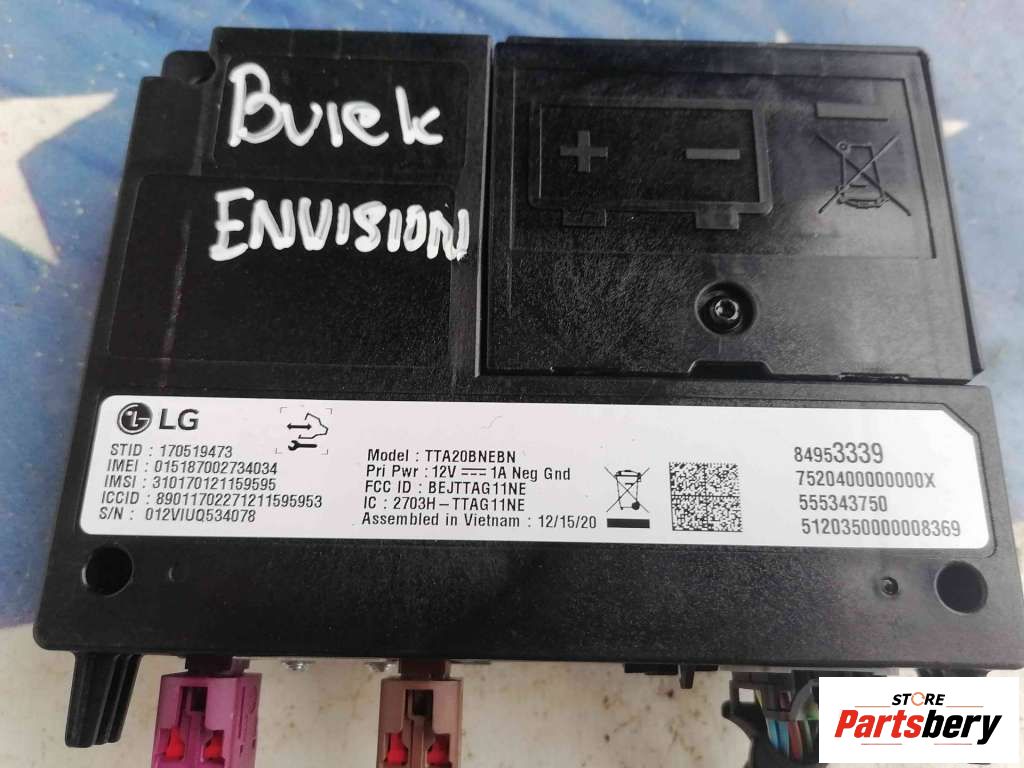 Buick
ENVISION
LG
STID : 170519473
IMEI : 015187002734034
IMSI : 310170121159595
ICCID : 89011702271211595953
S/N : 012VIUQ534078
Model : TTA20BNEBN
Pri Pwr : 12V ⎓ 1A Neg Gnd
FCC ID : BEJTTAG11NE
IC : 2703H-TTAG11NE
Assembled in Vietnam : 12/15/20
84953339
7520400000000X
555343750
5120350000008369
STORE
Partsbery